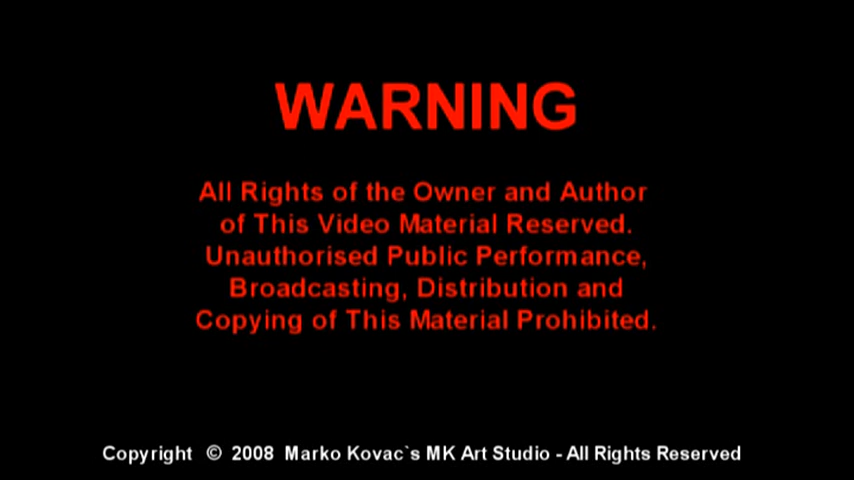 WARNING
All Rights of the Owner and Author
of This Video Material Reserved.
Unauthorised Public Performance,
Broadcasting, Distribution and
Copying of This Material Prohibited.
Copyright © 2008 Marko Kovac`s MK Art Studio - All Rights Reserved